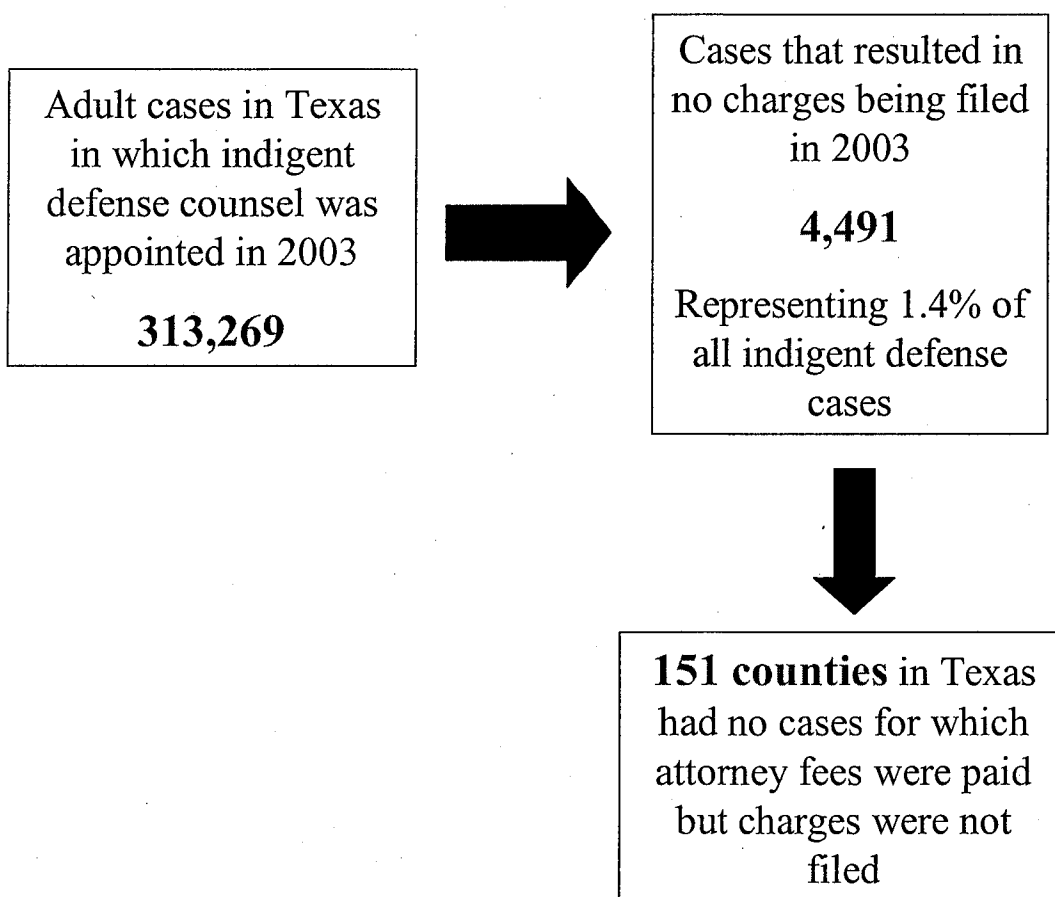 Adult cases in Texas
in which indigent
defense counsel was
appointed in 2003
313,269
Cases that resulted in
no charges being filed
in 2003
4,491
Representing 1.4% of
all indigent defense
cases
151 counties in Texas
had no cases for which
attorney fees were paid
but charges were not
filed